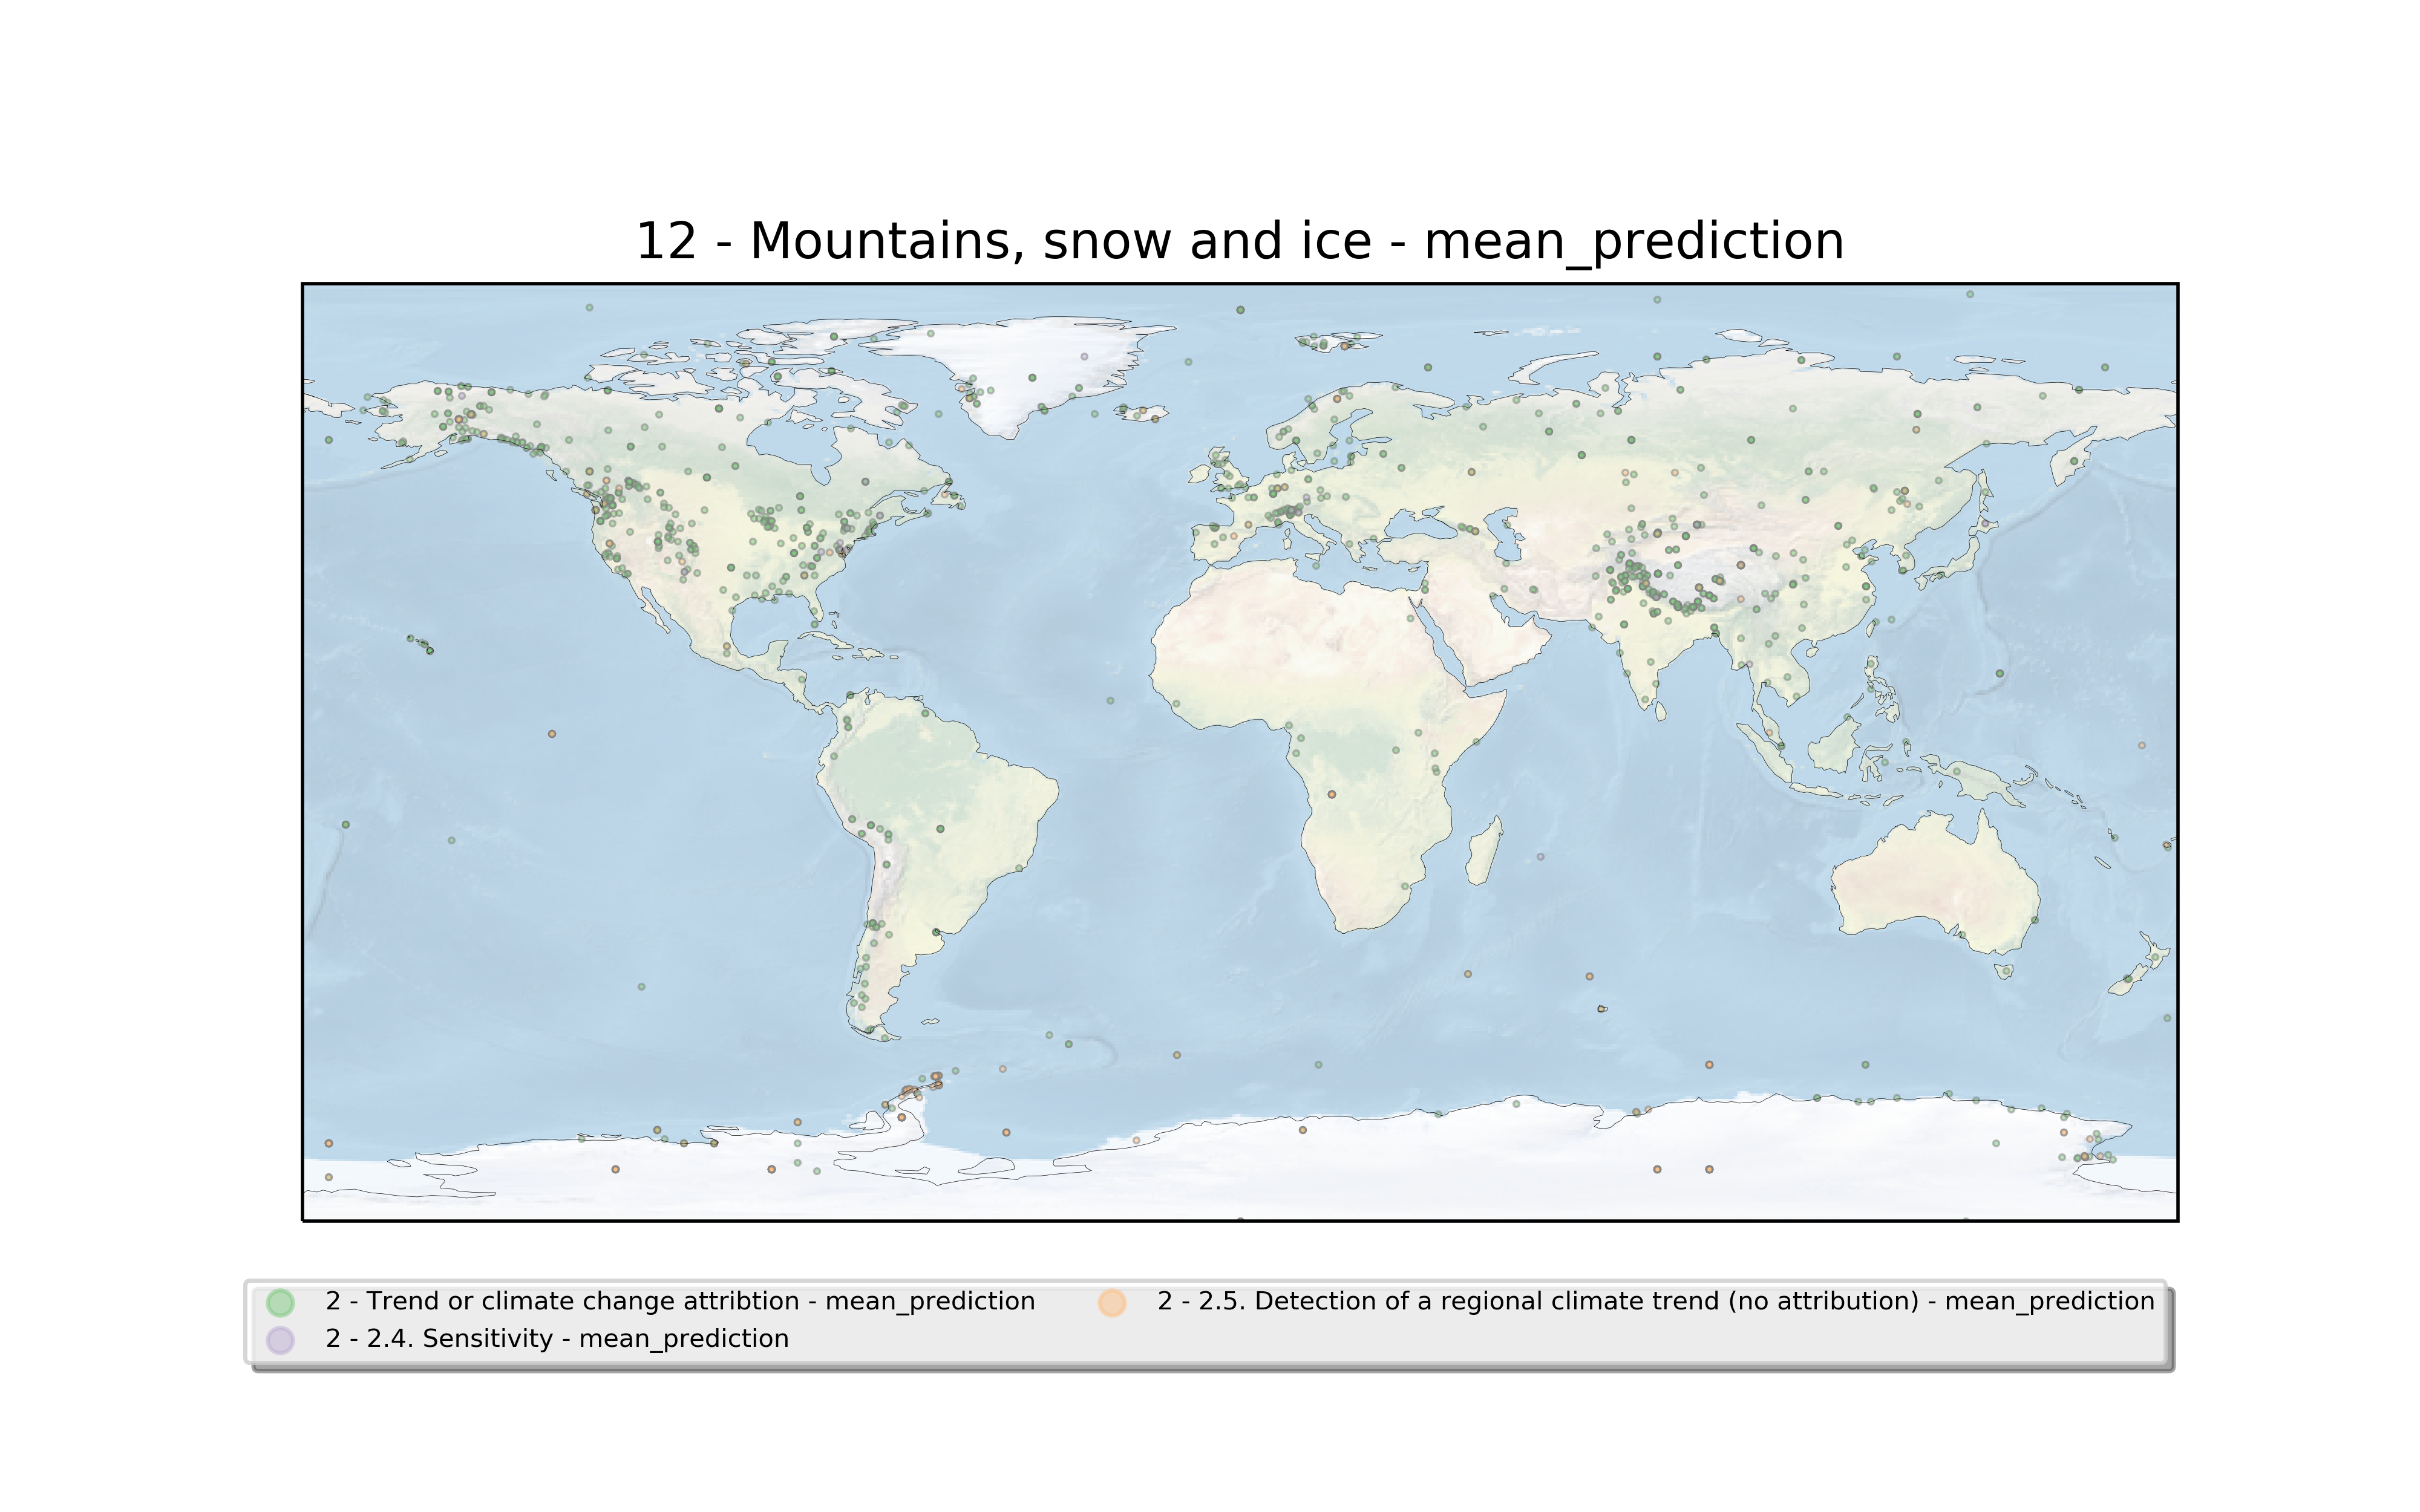 12 - Mountains, snow and ice - mean_prediction
2 - Trend or climate change attribtion - mean_prediction
2 - 2.4. Sensitivity - mean_prediction
2 - 2.5. Detection of a regional climate trend (no attribution) - mean_prediction